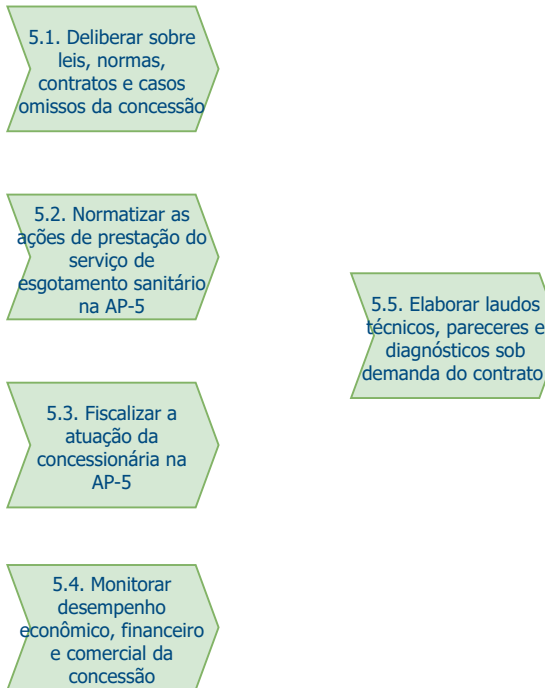 5.1. Deliberar sobre
leis, normas,
contratos e casos
omissos da concessão
5.2. Normatizar as
ações de prestação do
serviço de
esgotamento sanitário
na AP-5
5.3. Fiscalizar a
atuação da
concessionária na
AP-5
5.4. Monitorar
desempenho
econômico, financeiro
e comercial da
concessão
5.5. Elaborar laudos
técnicos, pareceres e
diagnósticos sob
demanda do contrato